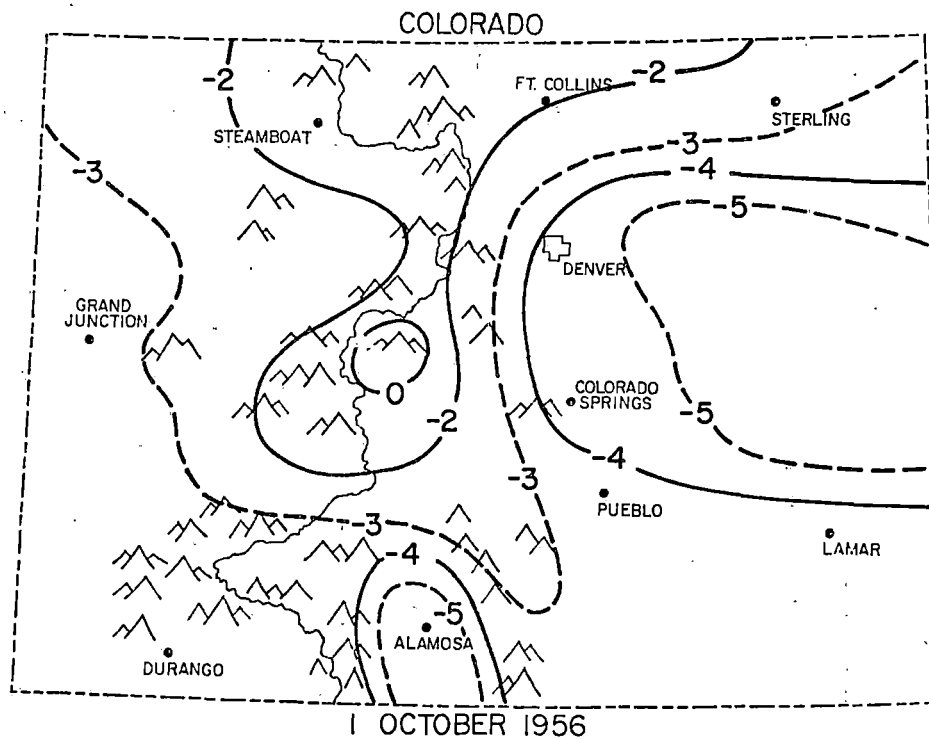 COLORADO
-2
-2
FT. COLLINS
STERLING
STEAMBOAT
-3
-3
-4
-5
DENVER
GRAND
JUNCTION
0
COLORADO
SPRINGS
-5
-2
-4
-3
PUEBLO
-3
LAMAR
-4
-5
ALAMOSA
DURANGO
1 OCTOBER 1956